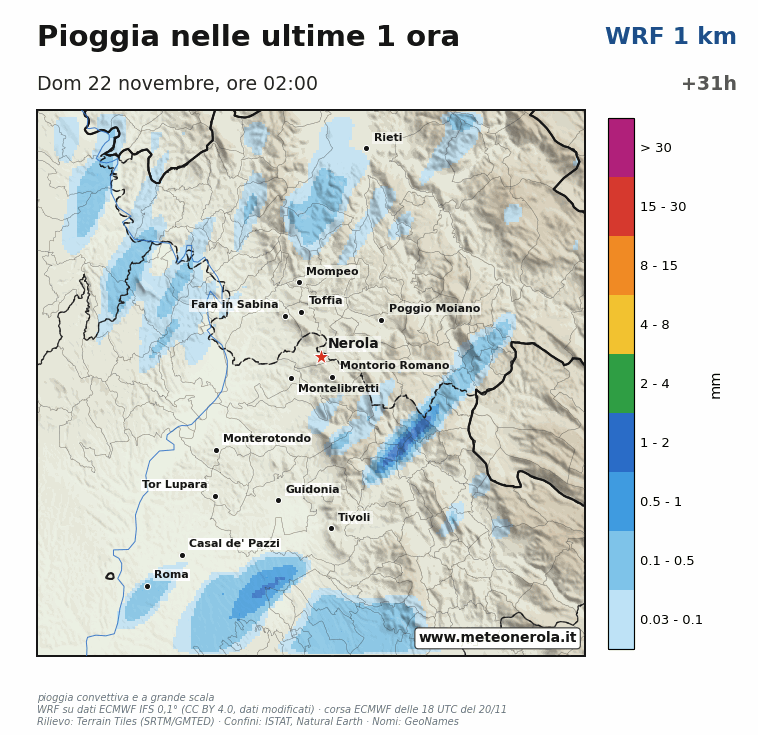 Pioggia nelle ultime 1 ora
WRF 1 km
Dom 22 novembre, ore 02:00
+31h
Rieti
Mompeo
Toffia
Fara in Sabina
Poggio Moiano
Nerola
Montorio Romano
Montelibretti
Monterotondo
Tor Lupara
Guidonia
Tivoli
Casal de' Pazzi
Roma
www.meteonerola.it
> 30
15 - 30
8 - 15
4 - 8
2 - 4
1 - 2
0.5 - 1
0.1 - 0.5
0.03 - 0.1
mm
pioggia convettiva e a grande scala
WRF su dati ECMWF IFS 0,1° (CC BY 4.0, dati modificati) · corsa ECMWF delle 18 UTC del 20/11
Rilievo: Terrain Tiles (SRTM/GMTED) · Confini: ISTAT, Natural Earth · Nomi: GeoNames